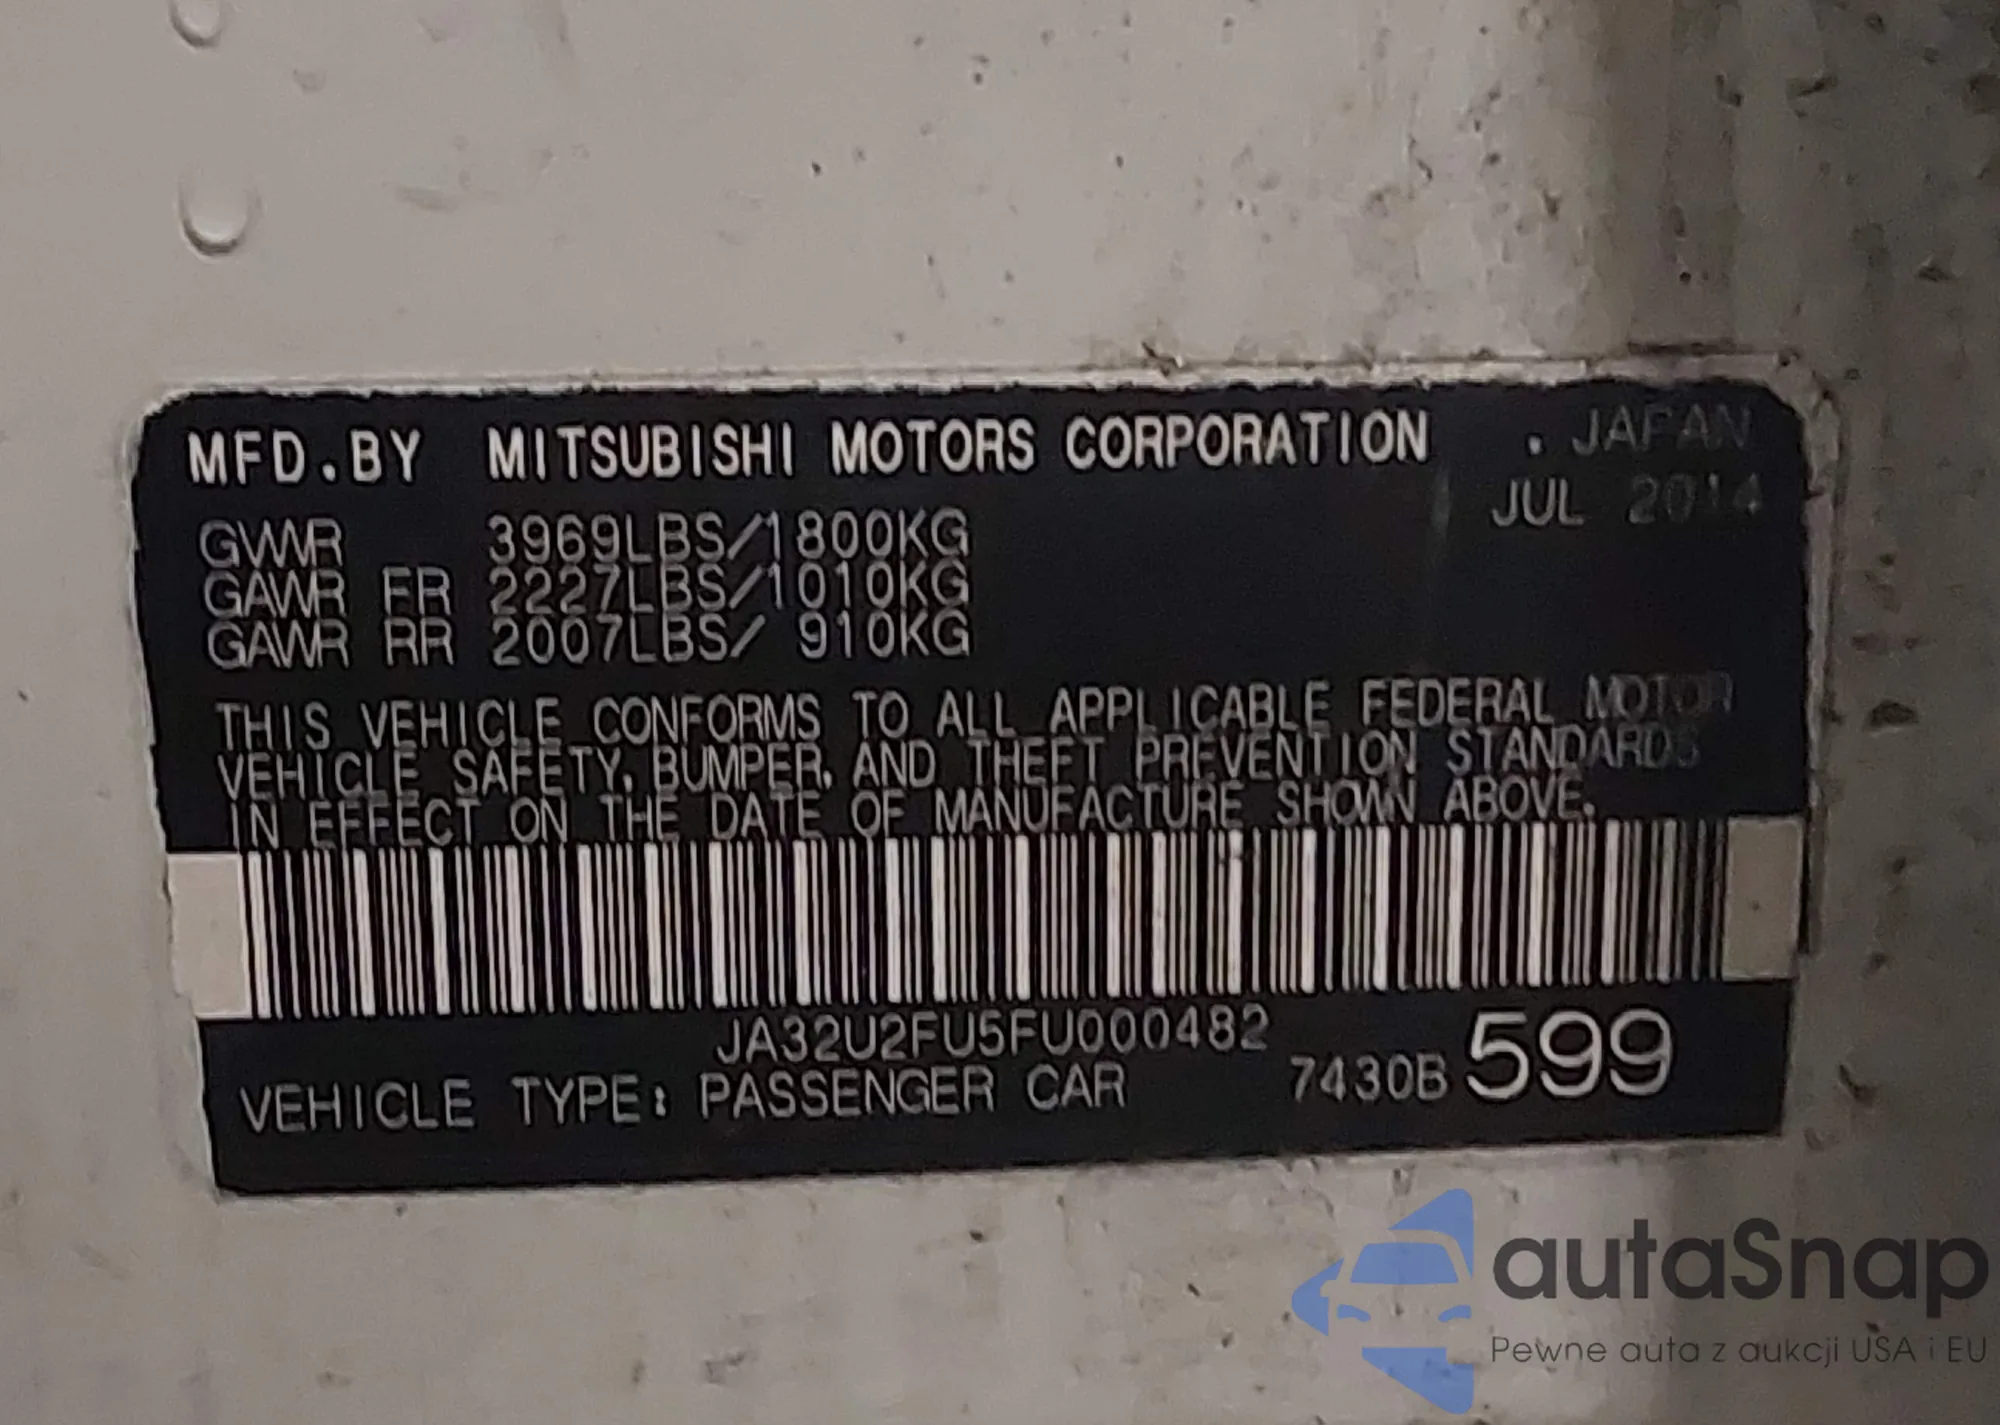 MFD.BY MITSUBISHI MOTORS CORPORATION . JAPAN
JUL 2014
GVWR 3969LBS/1800KG
GAWR FR 2227LBS/1010KG
GAWR RR 2007LBS/ 910KG
THIS VEHICLE CONFORMS TO ALL APPLICABLE FEDERAL MOTOR
VEHICLE SAFETY, BUMPER, AND THEFT PREVENTION STANDARDS
IN EFFECT ON THE DATE OF MANUFACTURE SHOWN ABOVE.
JA32U2FU5FU000482
VEHICLE TYPE: PASSENGER CAR 7430B 599
autaSnap
Pewne auta z aukcji USA i EU